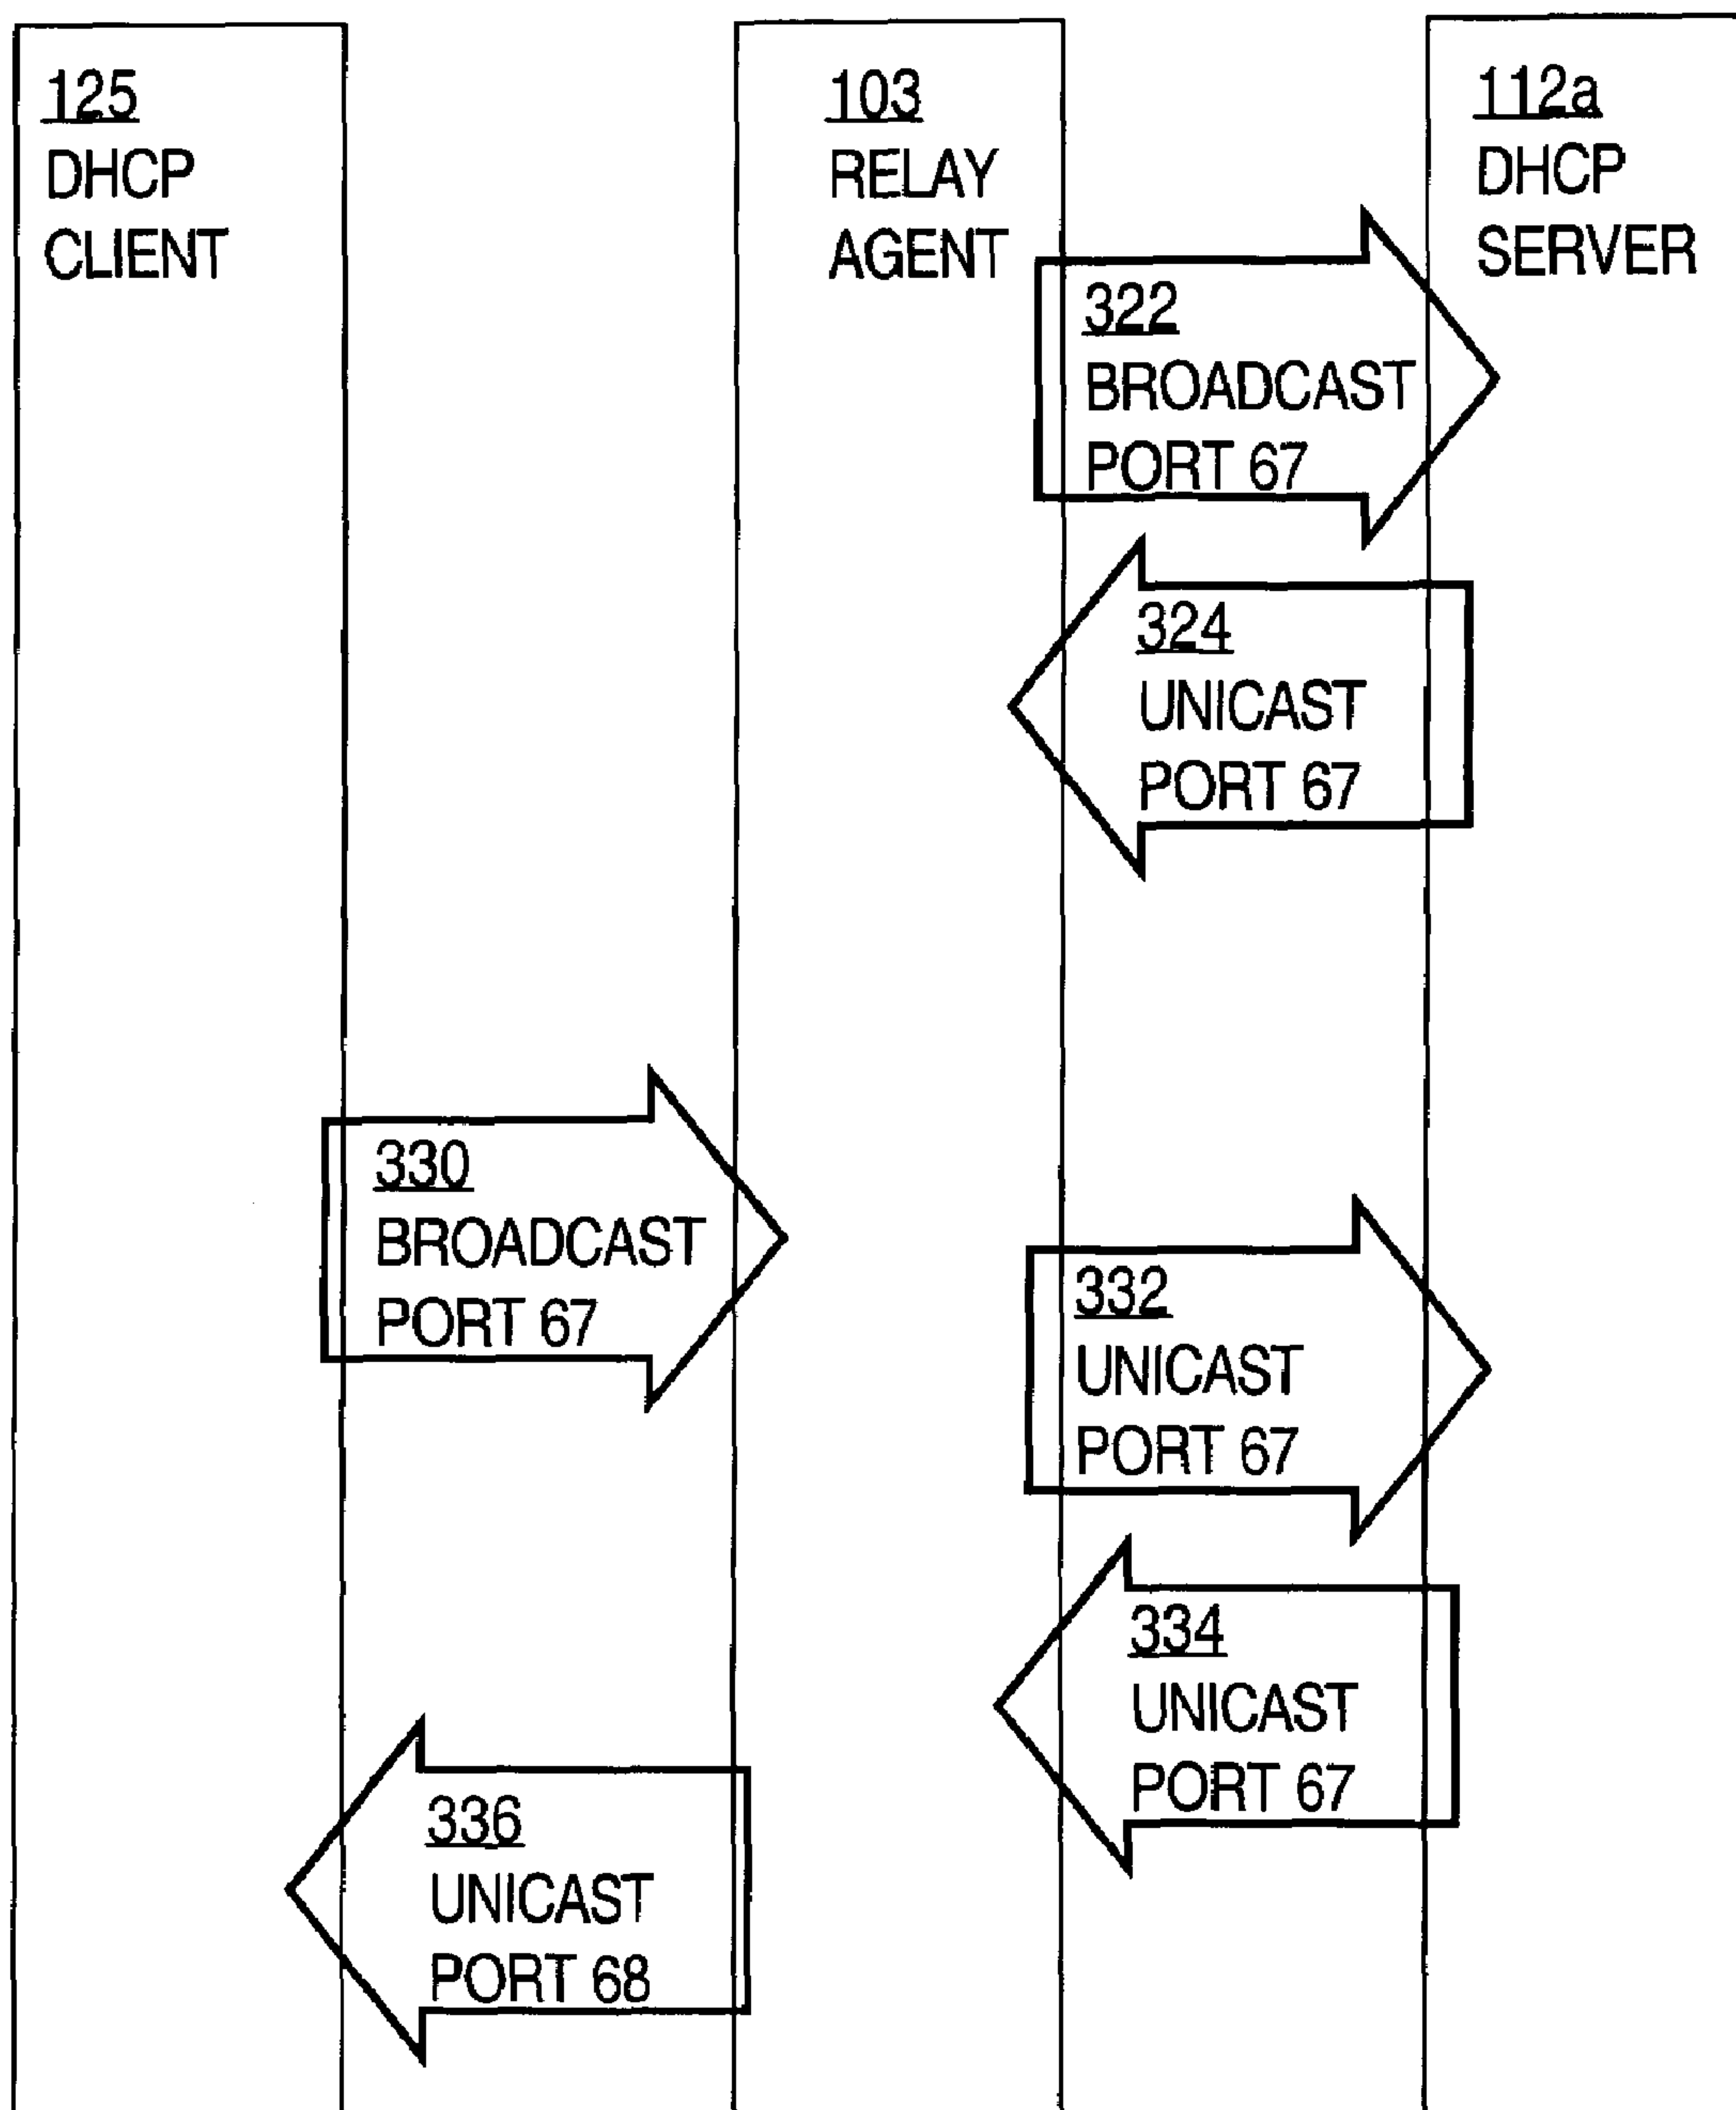 125
DHCP
CLIENT
103
RELAY
AGENT
112a
DHCP
SERVER
322
BROADCAST
PORT 67
324
UNICAST
PORT 67
330
BROADCAST
PORT 67
332
UNICAST
PORT 67
334
UNICAST
PORT 67
336
UNICAST
PORT 68